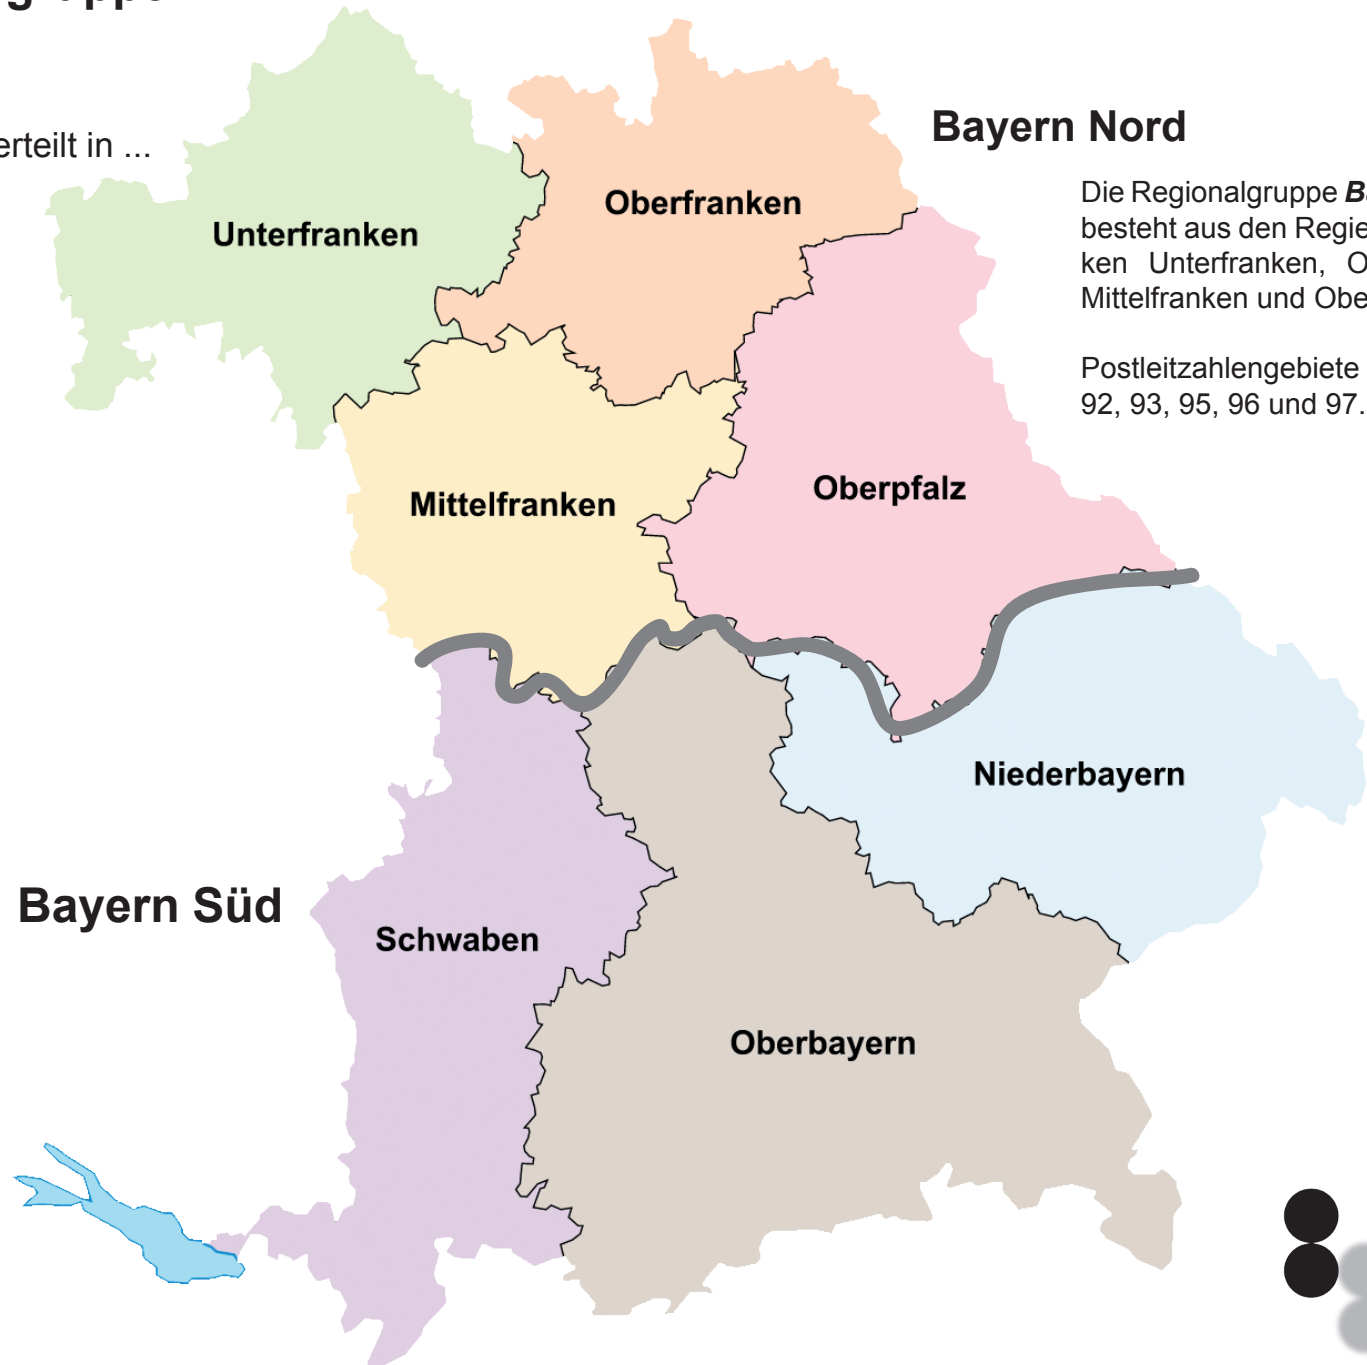 erteilt in ...
Bayern Nord
Die Regionalgruppe
besteht aus den
ken Unterfranken,
Mittelfranken und
Postleitzahlengebiete
92, 93, 95, 96 und 97.
Unterfranken
Oberfranken
Mittelfranken
Oberpfalz
Niederbayern
Bayern Süd
Schwaben
Oberbayern